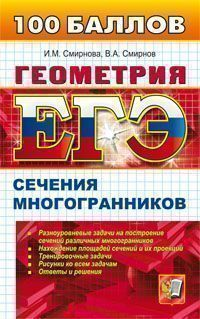 100 БАЛЛОВ
И.М. Смирнова, В.А. Смирнов
ГЕОМЕТРИЯ
ЕГЭ
СЕЧЕНИЯ
МНОГОГРАННИКОВ
Разноуровневые задачи на построение
сечений различных многогранников
Нахождение площадей сечений и их проекций
Тренировочные задачи
Рисунки ко всем задачам
Ответы и решения